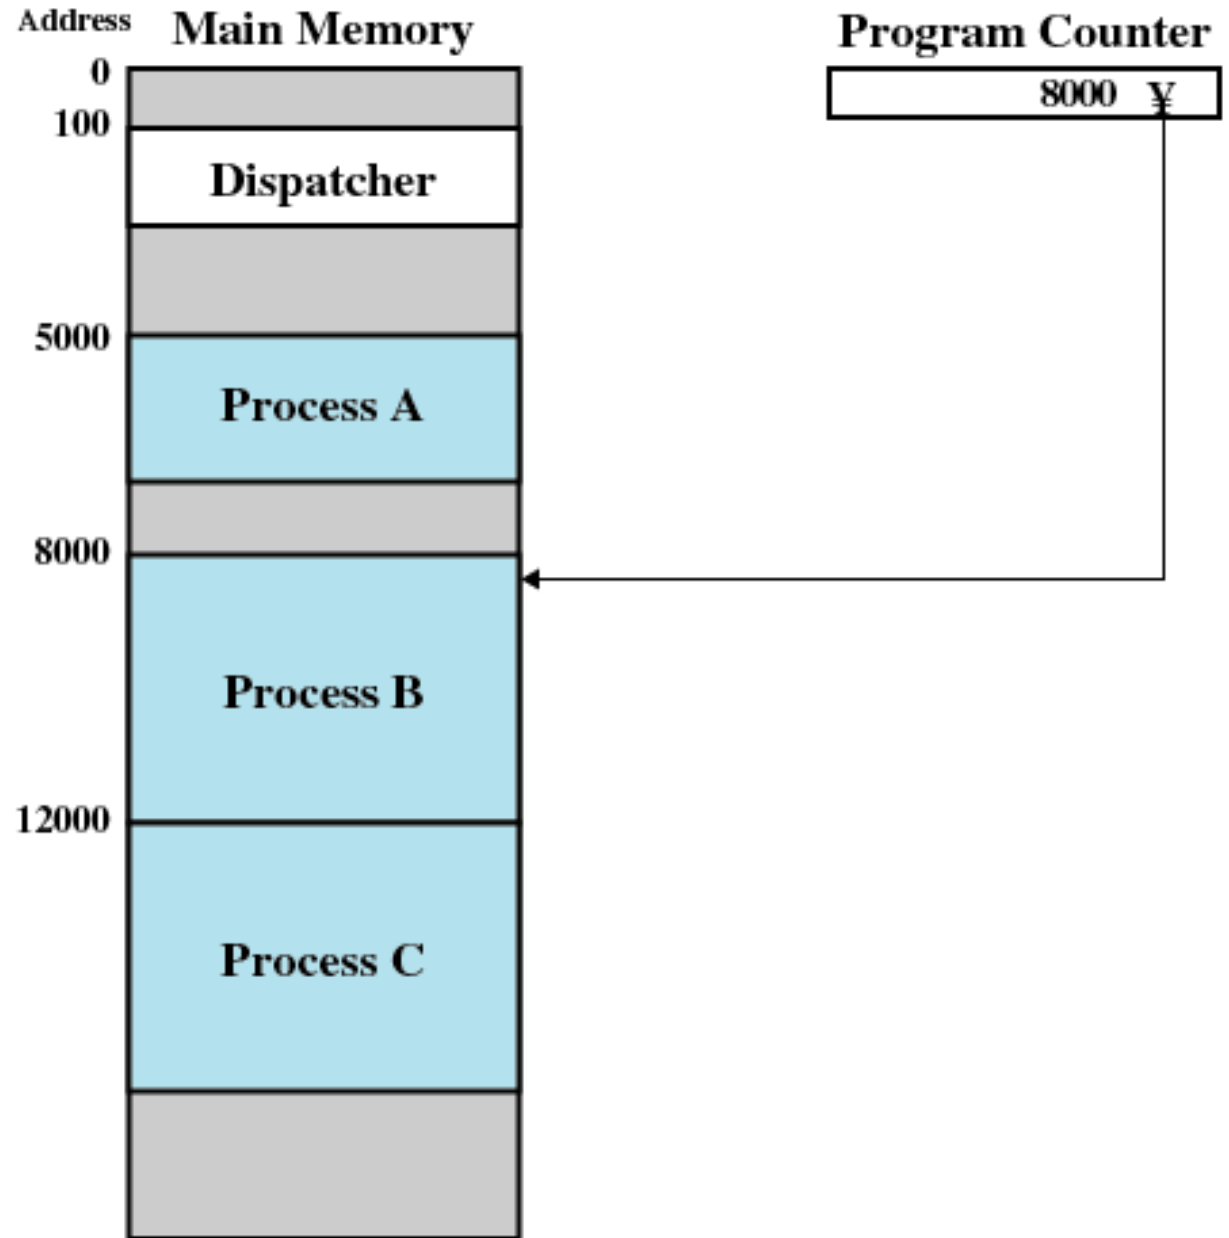 Address
Main Memory
Program Counter
0
8000 ¥
100
Dispatcher
5000
Process A
8000
Process B
12000
Process C